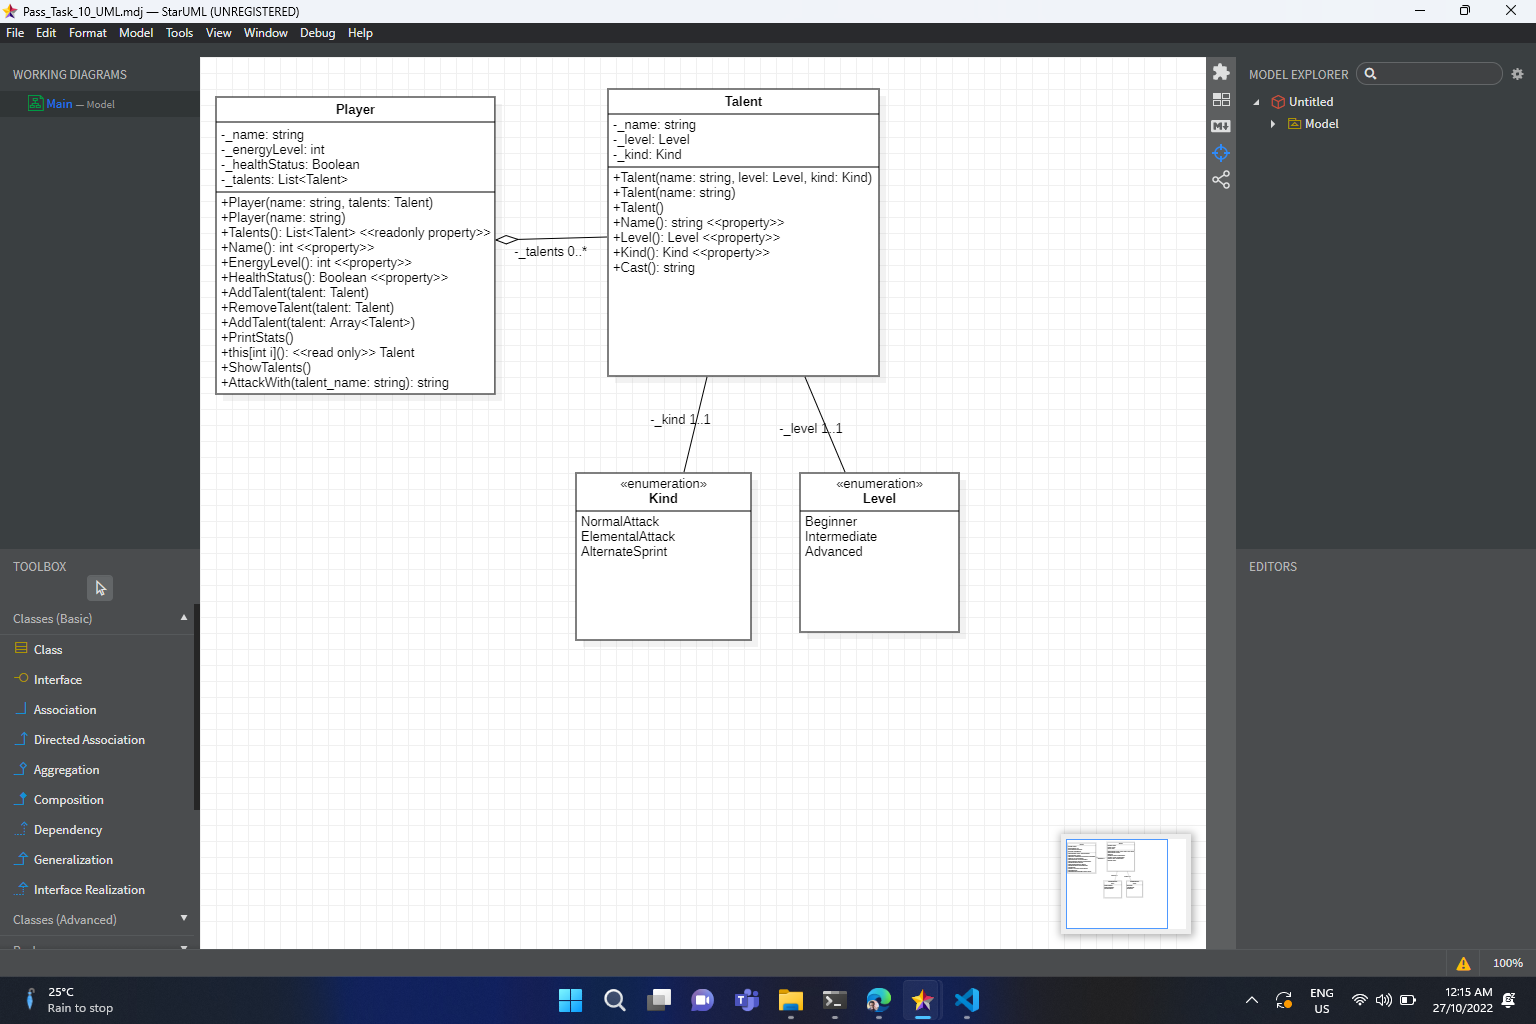 Pass_Task_10_UML.mdj — StarUML (UNREGISTERED)
File Edit Format Model Tools View Window Debug Help
WORKING DIAGRAMS
Main — Model
TOOLBOX
Classes (Basic)
Class
Interface
Association
Directed Association
Aggregation
Composition
Dependency
Generalization
Interface Realization
Classes (Advanced)
Player
-_name: string
-_energyLevel: int
-_healthStatus: Boolean
-_talents: List<Talent>
+Player(name: string, talents: Talent)
+Player(name: string)
+Talents(): List<Talent> <<readonly property>>
+Name(): int <<property>>
+EnergyLevel(): int <<property>>
+HealthStatus(): Boolean <<property>>
+AddTalent(talent: Talent)
+RemoveTalent(talent: Talent)
+AddTalent(talent: Array<Talent>)
+PrintStats()
+this[int i](): <<read only>> Talent
+ShowTalents()
+AttackWith(talent_name: string): string
-_talents 0..*
Talent
-_name: string
-_level: Level
-_kind: Kind
+Talent(name: string, level: Level, kind: Kind)
+Talent(name: string)
+Talent()
+Name(): string <<property>>
+Level(): Level <<property>>
+Kind(): Kind <<property>>
+Cast(): string
-_kind 1..1
-_level 1..1
«enumeration»
Kind
NormalAttack
ElementalAttack
AlternateSprint
«enumeration»
Level
Beginner
Intermediate
Advanced
MODEL EXPLORER
Untitled
Model
EDITORS
100%
25°C
Rain to stop
ENG
US
12:15 AM
27/10/2022